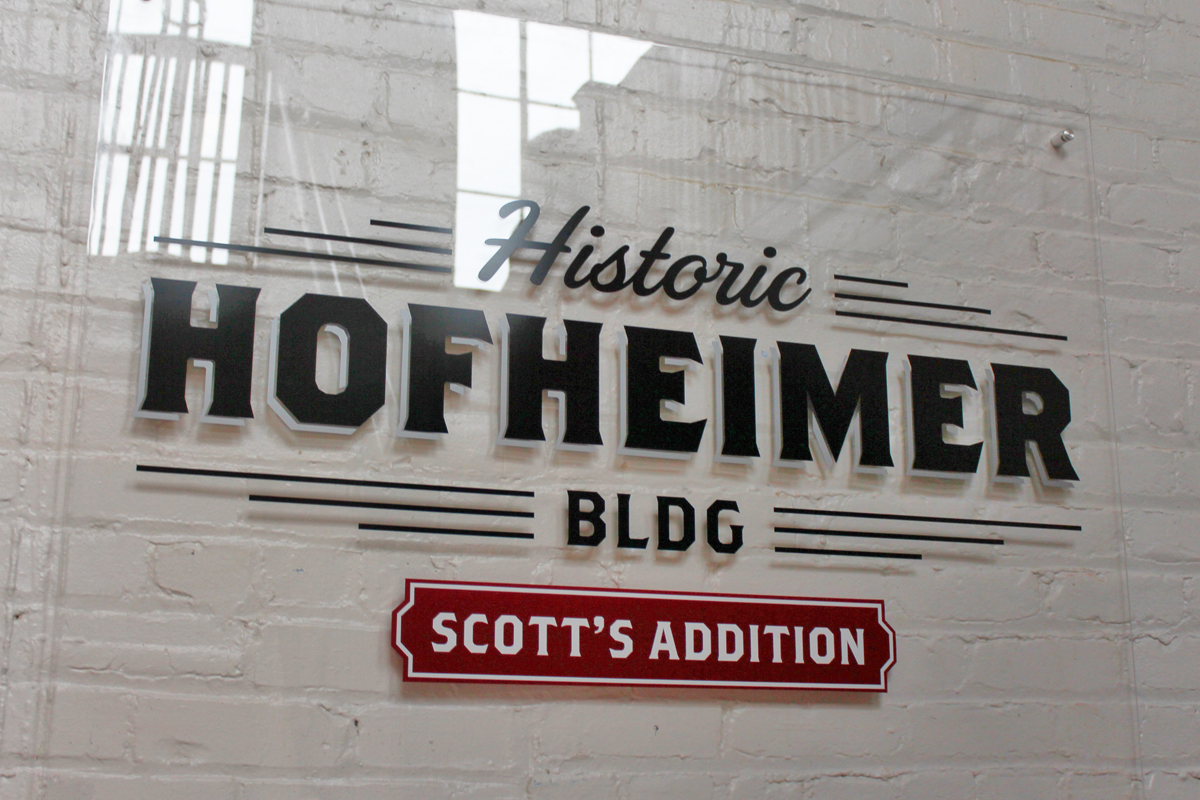 Historic
HOFHEIMER
BLDG
SCOTT'S ADDITION